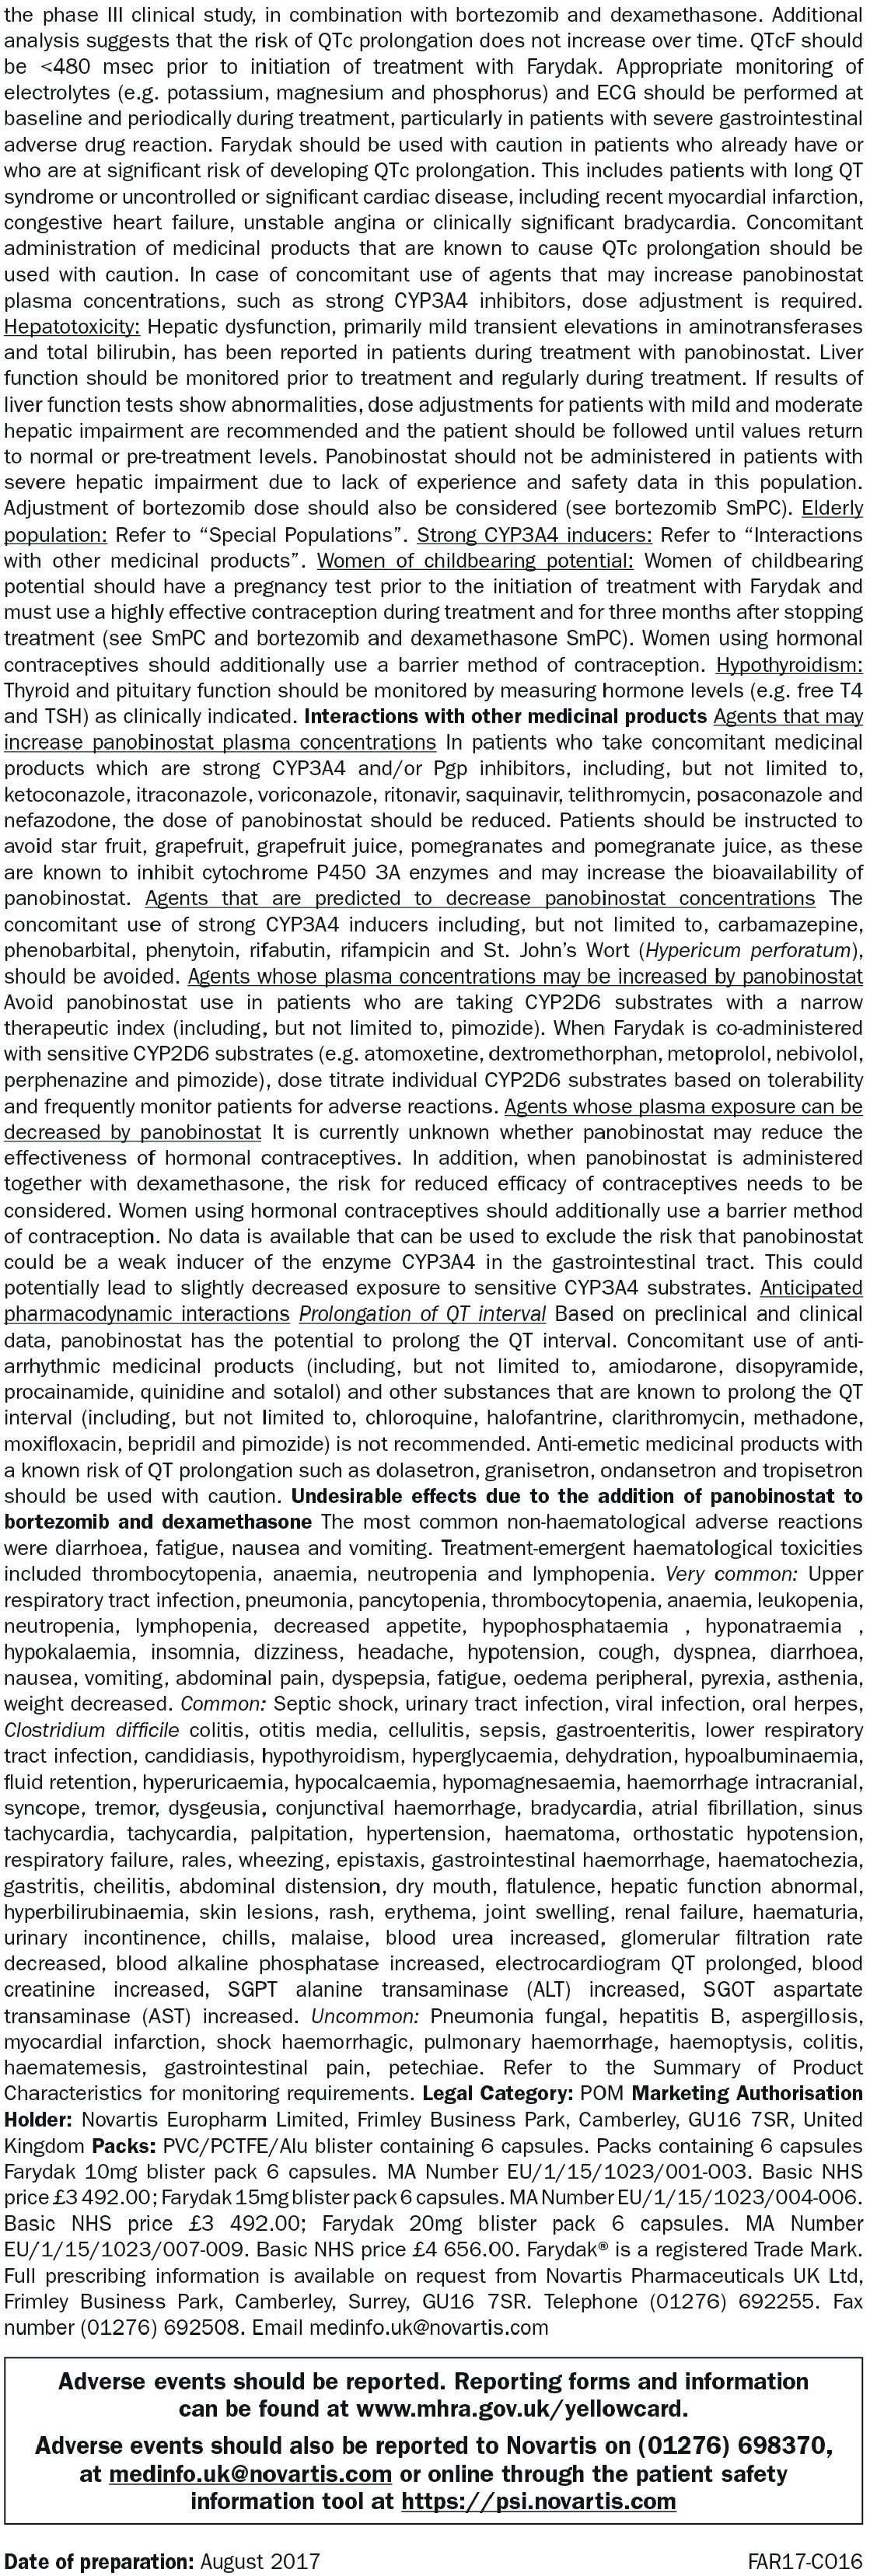 the phase III clinical study, in combination with bortezomib and dexamethasone. Additional
analysis suggests that the risk of QTc prolongation does not increase over time. QTcF should
be <480 msec prior to initiation of treatment with Farydak. Appropriate monitoring of
electrolytes (e.g. potassium, magnesium and phosphorus) and ECG should be performed at
baseline and periodically during treatment, particularly in patients with severe gastrointestinal
adverse drug reaction. Farydak should be used with caution in patients who already have or
who are at significant risk of developing QTc prolongation. This includes patients with long QT
syndrome or uncontrolled or significant cardiac disease, including recent myocardial infarction,
congestive heart failure, unstable angina or clinically significant bradycardia. Concomitant
administration of medicinal products that are known to cause QTc prolongation should be
used with caution. In case of concomitant use of agents that may increase panobinostat
plasma concentrations, such as strong CYP3A4 inhibitors, dose adjustment is required.
Hepatotoxicity: Hepatic dysfunction, primarily mild transient elevations in aminotransferases
and total bilirubin, has been reported in patients during treatment with panobinostat. Liver
function should be monitored prior to treatment and regularly during treatment. If results of
liver function tests show abnormalities, dose adjustments for patients with mild and moderate
hepatic impairment are recommended and the patient should be followed until values return
to normal or pre-treatment levels. Panobinostat should not be administered in patients with
severe hepatic impairment due to lack of experience and safety data in this population.
Adjustment of bortezomib dose should also be considered (see bortezomib SmPC). Elderly
population: Refer to “Special Populations”. Strong CYP3A4 inducers: Refer to “Interactions
with other medicinal products”. Women of childbearing potential: Women of childbearing
potential should have a pregnancy test prior to the initiation of treatment with Farydak and
must use a highly effective contraception during treatment and for three months after stopping
treatment (see SmPC and bortezomib and dexamethasone SmPC). Women using hormonal
contraceptives should additionally use a barrier method of contraception. Hypothyroidism:
Thyroid and pituitary function should be monitored by measuring hormone levels (e.g. free T4
and TSH) as clinically indicated. Interactions with other medicinal products Agents that may
increase panobinostat plasma concentrations In patients who take concomitant medicinal
products which are strong CYP3A4 and/or Pgp inhibitors, including, but not limited to,
ketoconazole, itraconazole, voriconazole, ritonavir, saquinavir, telithromycin, posaconazole and
nefazodone, the dose of panobinostat should be reduced. Patients should be instructed to
avoid star fruit, grapefruit, grapefruit juice, pomegranates and pomegranate juice, as these
are known to inhibit cytochrome P450 3A enzymes and may increase the bioavailability of
panobinostat. Agents that are predicted to decrease panobinostat concentrations The
concomitant use of strong CYP3A4 inducers including, but not limited to, carbamazepine,
phenobarbital, phenytoin, rifabutin, rifampicin and St. John’s Wort (Hypericum perforatum),
should be avoided. Agents whose plasma concentrations may be increased by panobinostat
Avoid panobinostat use in patients who are taking CYP2D6 substrates with a narrow
therapeutic index (including, but not limited to, pimozide). When Farydak is co-administered
with sensitive CYP2D6 substrates (e.g. atomoxetine, dextromethorphan, metoprolol, nebivolol,
perphenazine and pimozide), dose titrate individual CYP2D6 substrates based on tolerability
and frequently monitor patients for adverse reactions. Agents whose plasma exposure can be
decreased by panobinostat It is currently unknown whether panobinostat may reduce the
effectiveness of hormonal contraceptives. In addition, when panobinostat is administered
together with dexamethasone, the risk for reduced efficacy of contraceptives needs to be
considered. Women using hormonal contraceptives should additionally use a barrier method
of contraception. No data is available that can be used to exclude the risk that panobinostat
could be a weak inducer of the enzyme CYP3A4 in the gastrointestinal tract. This could
potentially lead to slightly decreased exposure to sensitive CYP3A4 substrates. Anticipated
pharmacodynamic interactions Prolongation of QT interval Based on preclinical and clinical
data, panobinostat has the potential to prolong the QT interval. Concomitant use of anti-
arrhythmic medicinal products (including, but not limited to, amiodarone, disopyramide,
procainamide, quinidine and sotalol) and other substances that are known to prolong the QT
interval (including, but not limited to, chloroquine, halofantrine, clarithromycin, methadone,
moxifloxacin, bepridil and pimozide) is not recommended. Anti-emetic medicinal products with
a known risk of QT prolongation such as dolasetron, granisetron, ondansetron and tropisetron
should be used with caution. Undesirable effects due to the addition of panobinostat to
bortezomib and dexamethasone The most common non-haematological adverse reactions
were diarrhoea, fatigue, nausea and vomiting. Treatment-emergent haematological toxicities
included thrombocytopenia, anaemia, neutropenia and lymphopenia. Very common: Upper
respiratory tract infection, pneumonia, pancytopenia, thrombocytopenia, anaemia, leukopenia,
neutropenia, lymphopenia, decreased appetite, hypophosphataemia , hyponatraemia ,
hypokalaemia, insomnia, dizziness, headache, hypotension, cough, dyspnea, diarrhoea,
nausea, vomiting, abdominal pain, dyspepsia, fatigue, oedema peripheral, pyrexia, asthenia,
weight decreased. Common: Septic shock, urinary tract infection, viral infection, oral herpes,
Clostridium difficile colitis, otitis media, cellulitis, sepsis, gastroenteritis, lower respiratory
tract infection, candidiasis, hypothyroidism, hyperglycaemia, dehydration, hypoalbuminaemia,
fluid retention, hyperuricaemia, hypocalcaemia, hypomagnesaemia, haemorrhage intracranial,
syncope, tremor, dysgeusia, conjunctival haemorrhage, bradycardia, atrial fibrillation, sinus
tachycardia, tachycardia, palpitation, hypertension, haematoma, orthostatic hypotension,
respiratory failure, rales, wheezing, epistaxis, gastrointestinal haemorrhage, haematochezia,
gastritis, cheilitis, abdominal distension, dry mouth, flatulence, hepatic function abnormal,
hyperbilirubinaemia, skin lesions, rash, erythema, joint swelling, renal failure, haematuria,
urinary incontinence, chills, malaise, blood urea increased, glomerular filtration rate
decreased, blood alkaline phosphatase increased, electrocardiogram QT prolonged, blood
creatinine increased, SGPT alanine transaminase (ALT) increased, SGOT aspartate
transaminase (AST) increased. Uncommon: Pneumonia fungal, hepatitis B, aspergillosis,
myocardial infarction, shock haemorrhagic, pulmonary haemorrhage, haemoptysis, colitis,
haematemesis, gastrointestinal pain, petechiae. Refer to the Summary of Product
Characteristics for monitoring requirements. Legal Category: POM Marketing Authorisation
Holder: Novartis Europharm Limited, Frimley Business Park, Camberley, GU16 7SR, United
Kingdom Packs: PVC/PCTFE/Alu blister containing 6 capsules. Packs containing 6 capsules
Farydak 10mg blister pack 6 capsules. MA Number EU/1/15/1023/001-003. Basic NHS
price £3 492.00; Farydak 15mg blister pack 6 capsules. MA Number EU/1/15/1023/004-006.
Basic NHS price £3 492.00; Farydak 20mg blister pack 6 capsules. MA Number
EU/1/15/1023/007-009. Basic NHS price £4 656.00. Farydak® is a registered Trade Mark.
Full prescribing information is available on request from Novartis Pharmaceuticals UK Ltd,
Frimley Business Park, Camberley, Surrey, GU16 7SR. Telephone (01276) 692255. Fax
number (01276) 692508. Email medinfo.uk@novartis.com
Adverse events should be reported. Reporting forms and information
can be found at www.mhra.gov.uk/yellowcard.
Adverse events should also be reported to Novartis on (01276) 698370,
at medinfo.uk@novartis.com or online through the patient safety
information tool at https://psi.novartis.com
Date of preparation: August 2017 FAR17-C016